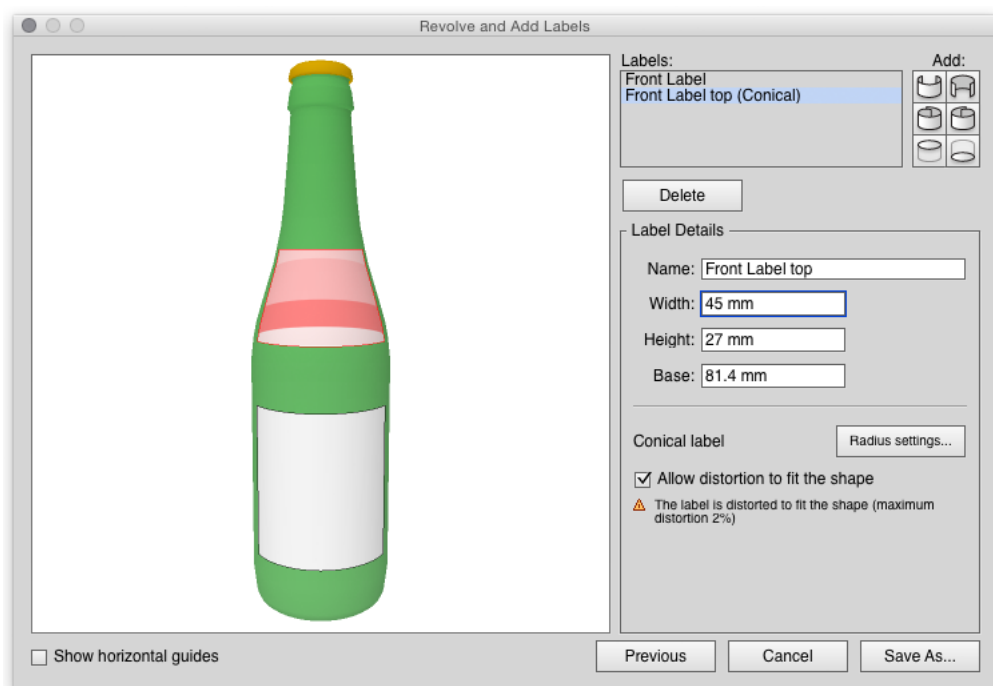 Revolve and Add Labels
Labels:
Add:
Front Label
Front Label top (Conical)
Delete
Label Details
Name: Front Label top
Width: 45 mm
Height: 27 mm
Base: 81.4 mm
Conical label
Radius settings...
Allow distortion to fit the shape
The label is distorted to fit the shape (maximum
distortion 2%)
Show horizontal guides
Previous
Cancel
Save As...